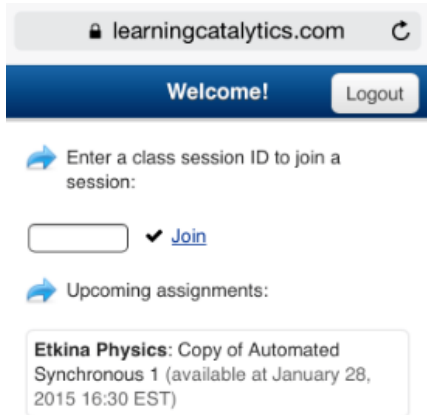 learningcatalytics.com
Welcome!
Logout
Enter a class session ID to join a
session:
Join
Upcoming assignments:
Etkina Physics: Copy of Automated
Synchronous 1 (available at January 28,
2015 16:30 EST)